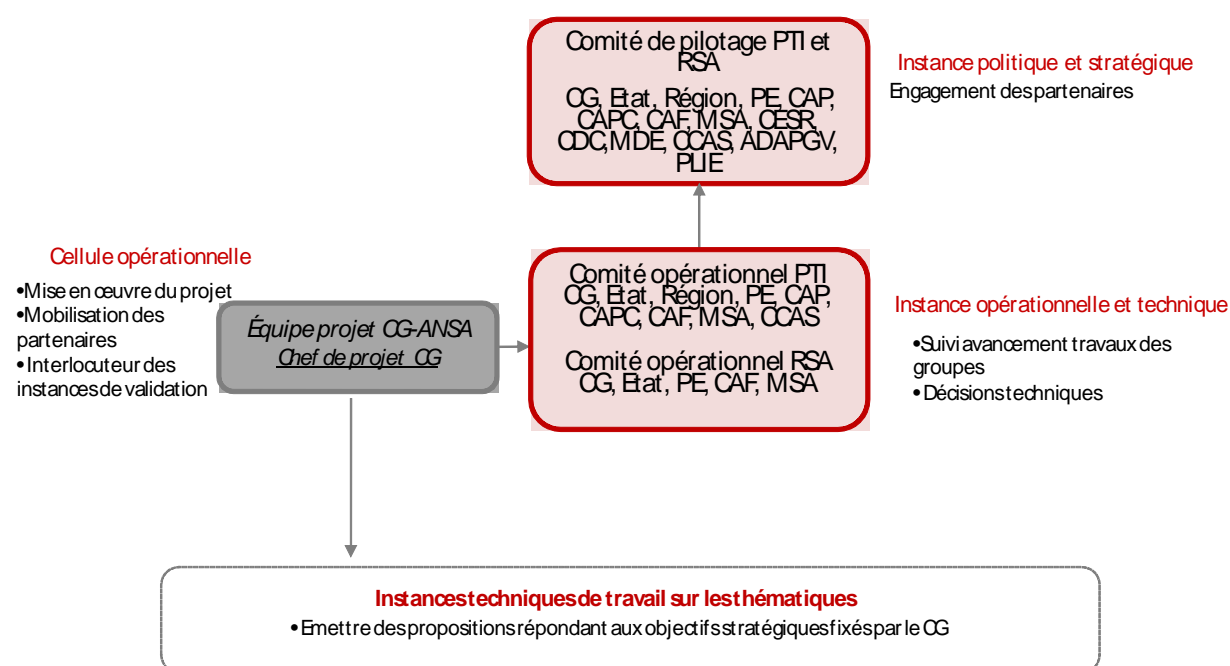 Comité de pilotage PTI et
RSA
CG, Etat, Région, PE, CAP,
CAPC, CAF, MSA, CESR,
CDC, MDE, CCAS, ADAPGV,
PLIE
Instance politique et stratégique
Engagement des partenaires
Cellule opérationnelle
•Mise en œuvre du projet
•Mobilisation des
partenaires
•Interlocuteur des
instances de validation
Équipe projet CG-ANSA
Chef de projet CG
Comité opérationnel PTI
CG, Etat, Région, PE, CAP,
CAPC, CAF, MSA, CCAS
Comité opérationnel RSA
CG, Etat, PE, CAF, MSA
Instance opérationnelle et technique
•Suivi avancement travaux des
groupes
•Décisions techniques
Instances techniques de travail sur les thématiques
•Emettre des propositions répondant aux objectifs stratégiques fixés par le CG